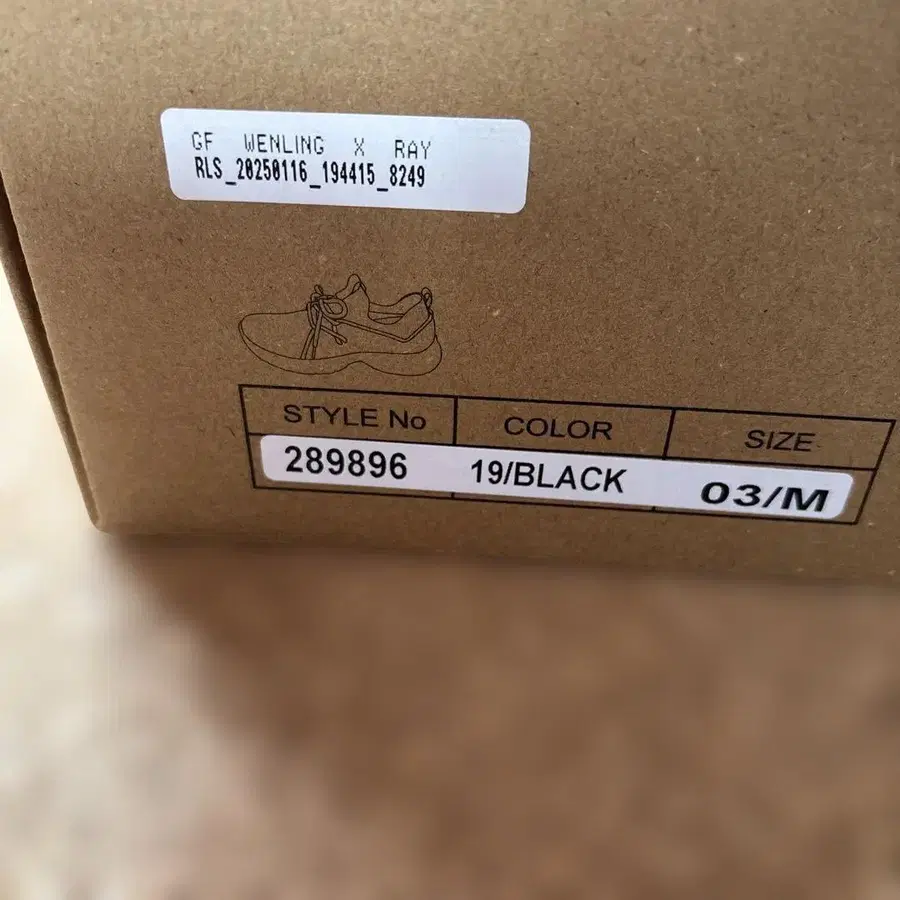 GF WENLING X RAY
RLS_20250116_194415_8249
STYLE No COLOR SIZE
289896 19/BLACK 03/M